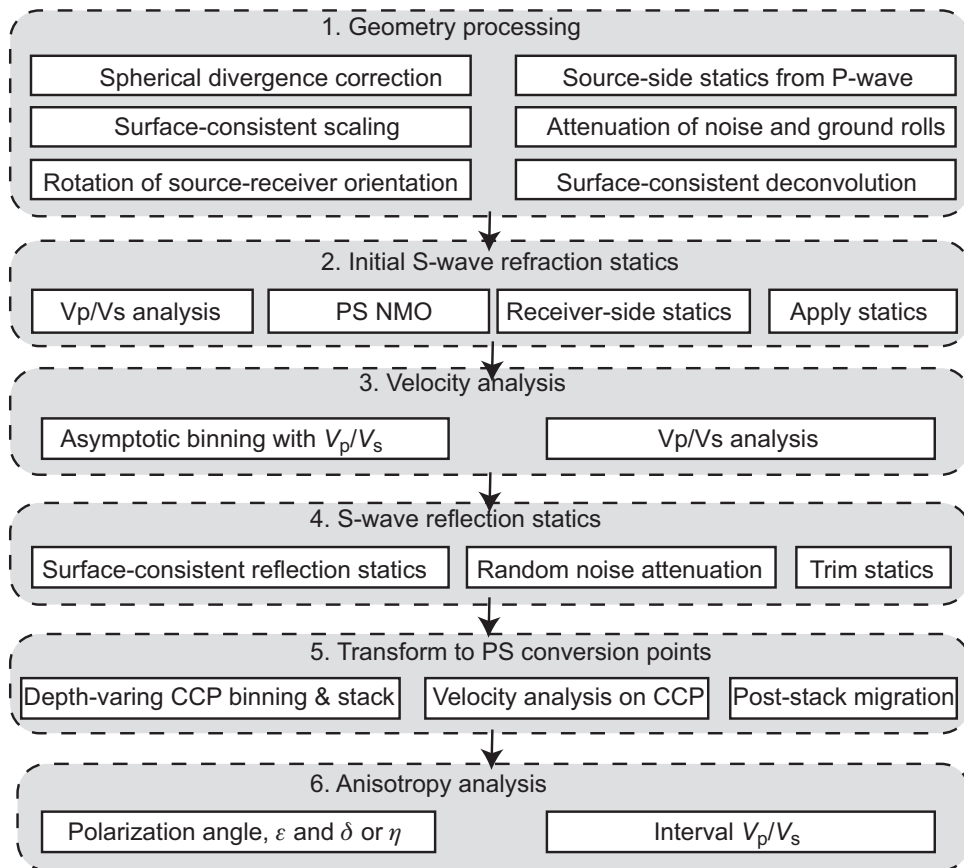 1. Geometry processing
Spherical divergence correction
Source-side statics from P-wave
Surface-consistent scaling
Attenuation of noise and ground rolls
Rotation of source-receiver orientation
Surface-consistent deconvolution
2. Initial S-wave refraction statics
Vp/Vs analysis
PS NMO
Receiver-side statics
Apply statics
3. Velocity analysis
Asymptotic binning with Vp/Vs
Vp/Vs analysis
4. S-wave reflection statics
Surface-consistent reflection statics
Random noise attenuation
Trim statics
5. Transform to PS conversion points
Depth-varing CCP binning & stack
Velocity analysis on CCP
Post-stack migration
6. Anisotropy analysis
Polarization angle, ε and δ or η
Interval Vp/Vs